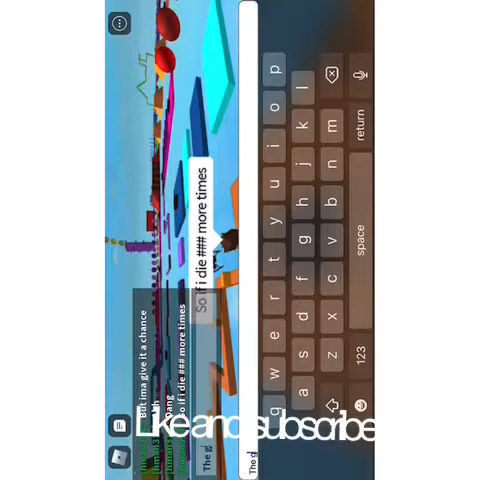 So if i die ### more times
But ima give it a chance
Dang
So if i die ### more times
The g
The g
q w e r t y u i o p
a s d f g h j k l
z x c v b n m
123 space return
Like and subscribe